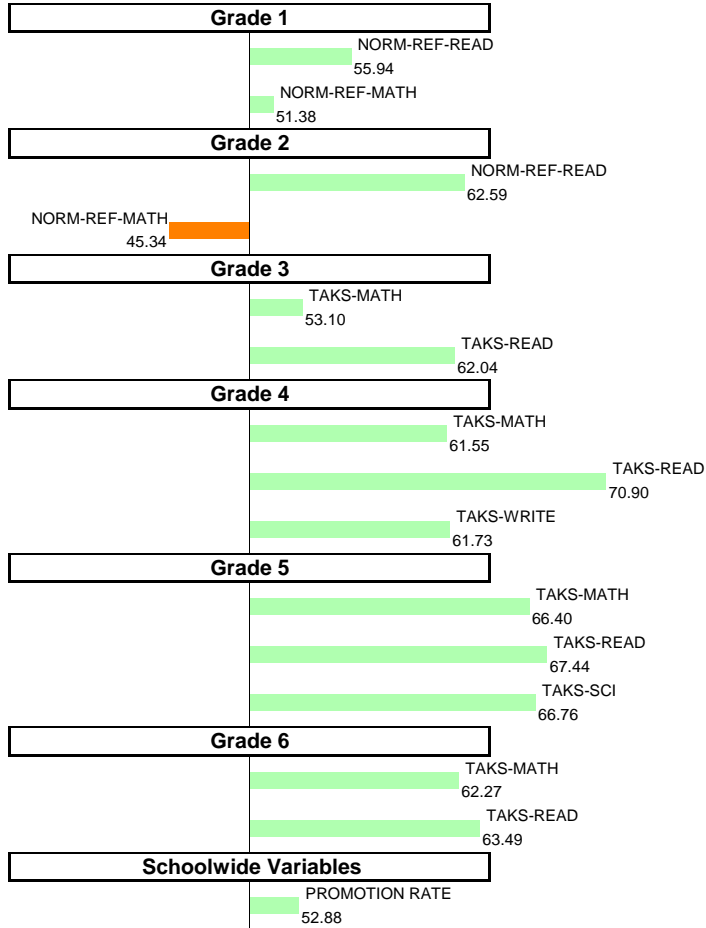 Grade 1
NORM-REF-READ
55.94
NORM-REF-MATH
51.38
Grade 2
NORM-REF-READ
62.59
NORM-REF-MATH
45.34
Grade 3
TAKS-MATH
53.10
TAKS-READ
62.04
Grade 4
TAKS-MATH
61.55
TAKS-READ
70.90
TAKS-WRITE
61.73
Grade 5
TAKS-MATH
66.40
TAKS-READ
67.44
TAKS-SCI
66.76
Grade 6
TAKS-MATH
62.27
TAKS-READ
63.49
Schoolwide Variables
PROMOTION RATE
52.88